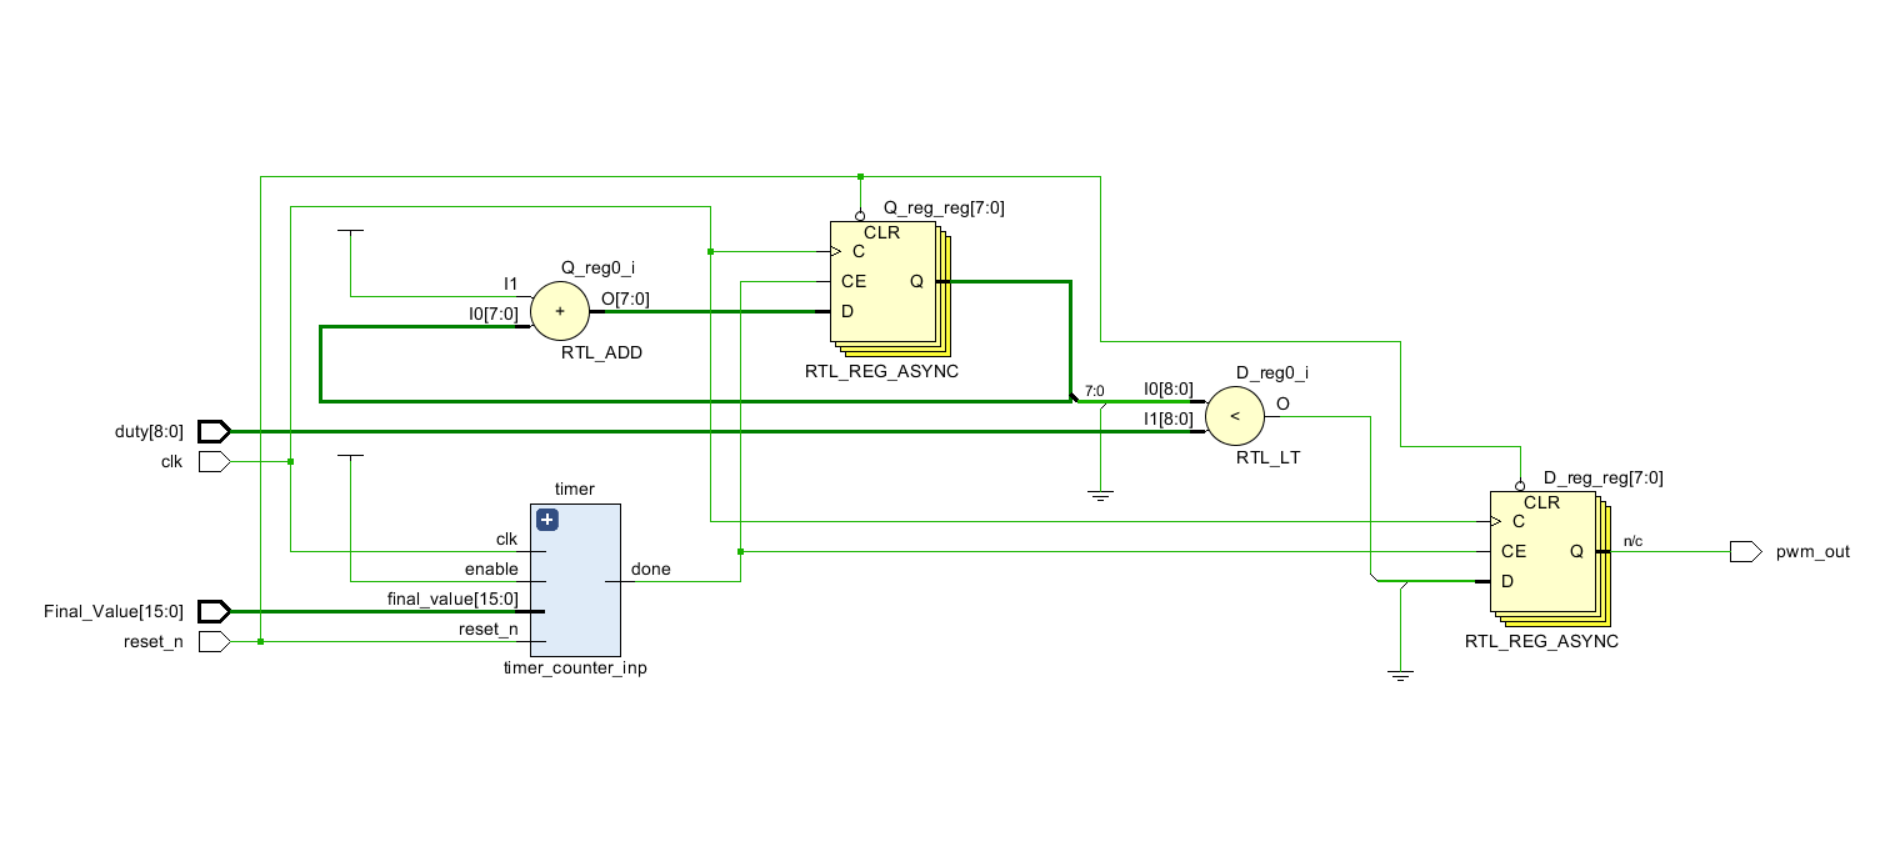 Q_reg_reg[7:0]
CLR
C
CE
Q
D
RTL_REG_ASYNC
Q_reg0_i
I1
O[7:0]
I0[7:0]
+
RTL_ADD
D_reg0_i
7:0
I0[8:0]
O
I1[8:0]
<
RTL_LT
duty[8:0]
clk
timer
+
clk
enable
done
final_value[15:0]
reset_n
timer_counter_inp
Final_Value[15:0]
reset_n
D_reg_reg[7:0]
CLR
C
CE
Q
n/c
D
RTL_REG_ASYNC
pwm_out